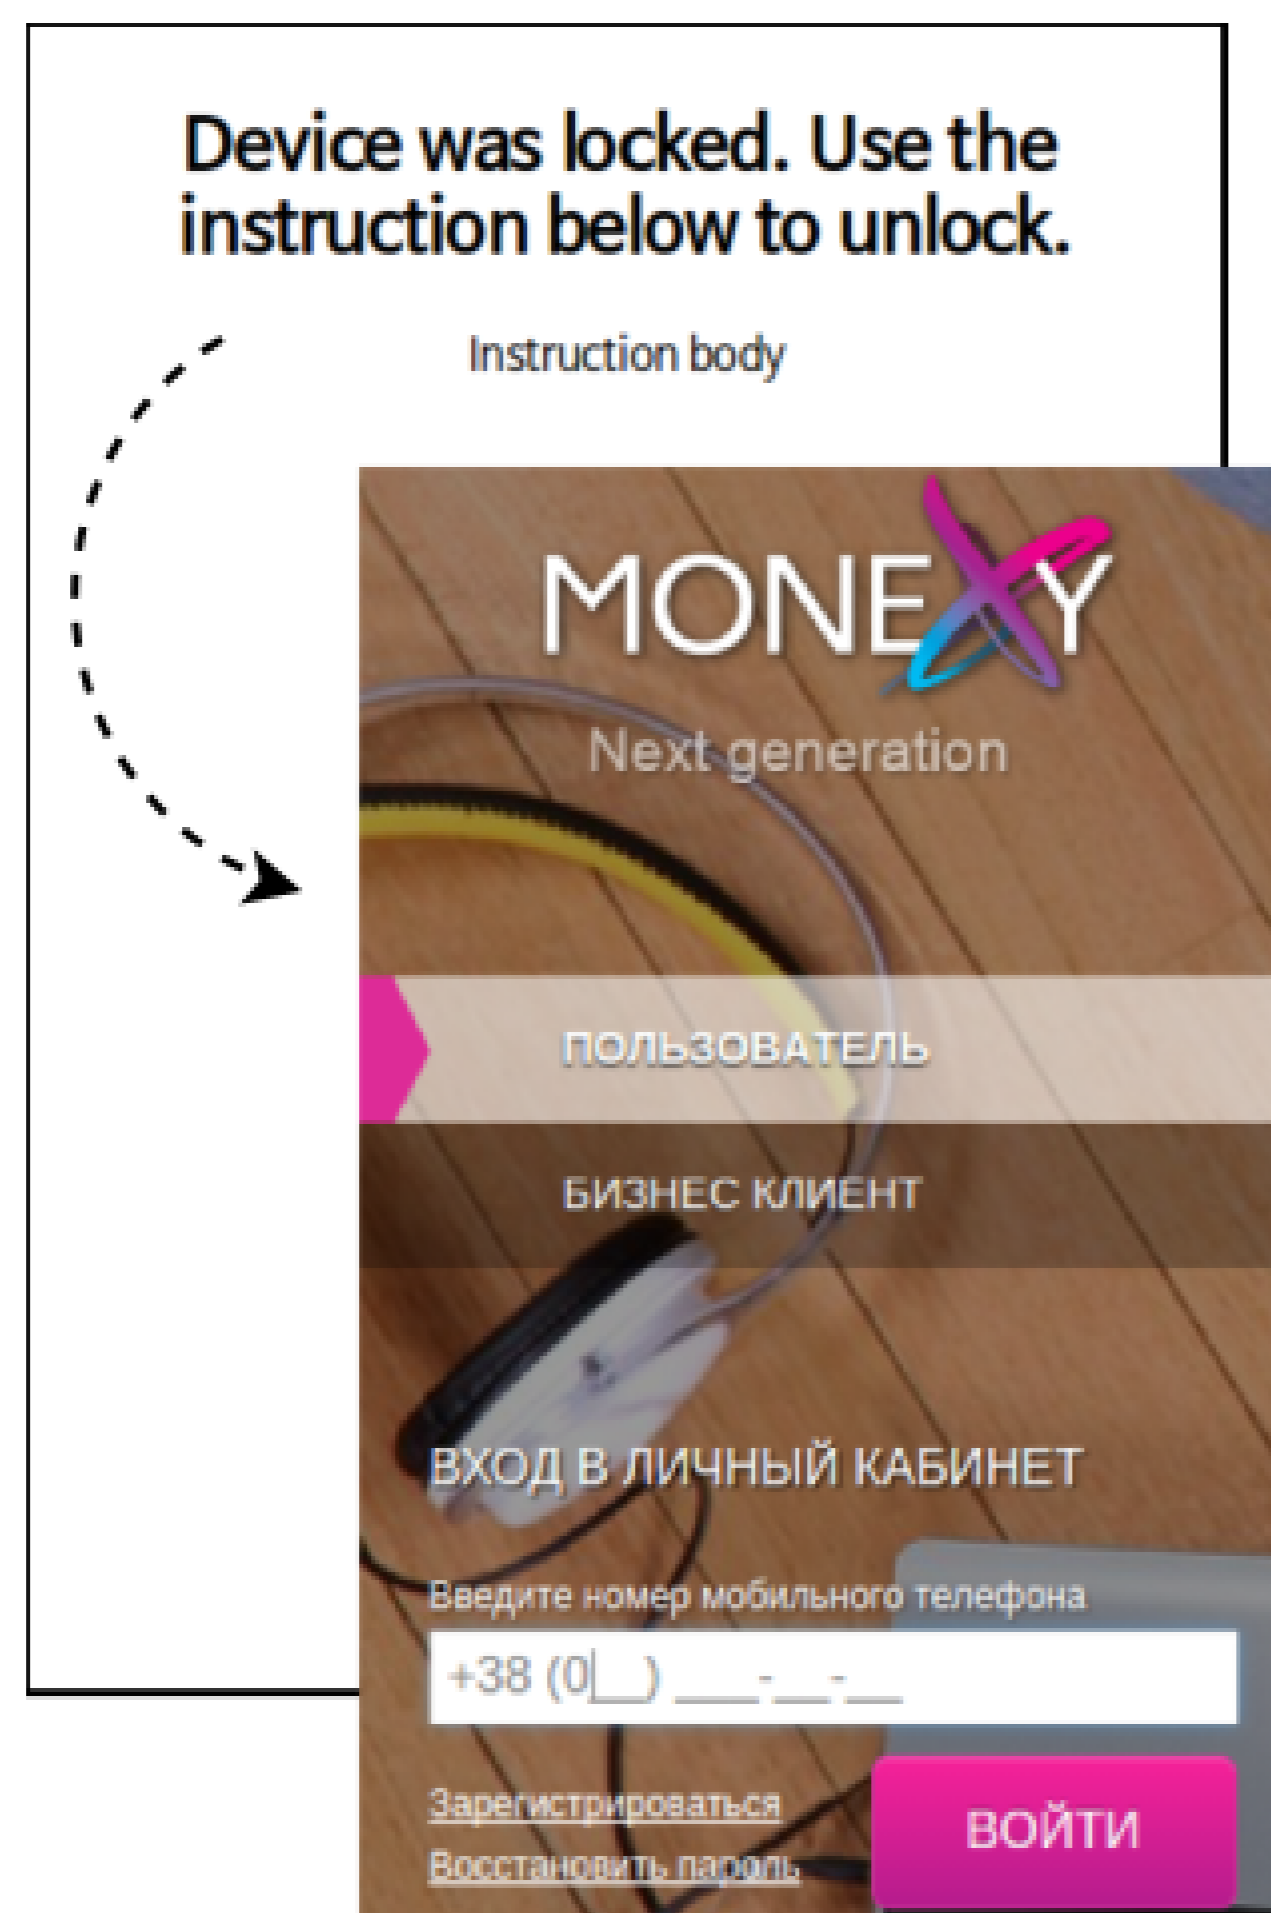 Device was locked. Use the
instruction below to unlock.
Instruction body
MONEXY
Next generation
ПОЛЬЗОВАТЕЛЬ
БИЗНЕС КЛИЕНТ
ВХОД В ЛИЧНЫЙ КАБИНЕТ
Введите номер мобильного телефона
+38 (0__) ___-__-__
Зарегистрироваться
Восстановить пароль
ВОЙТИ